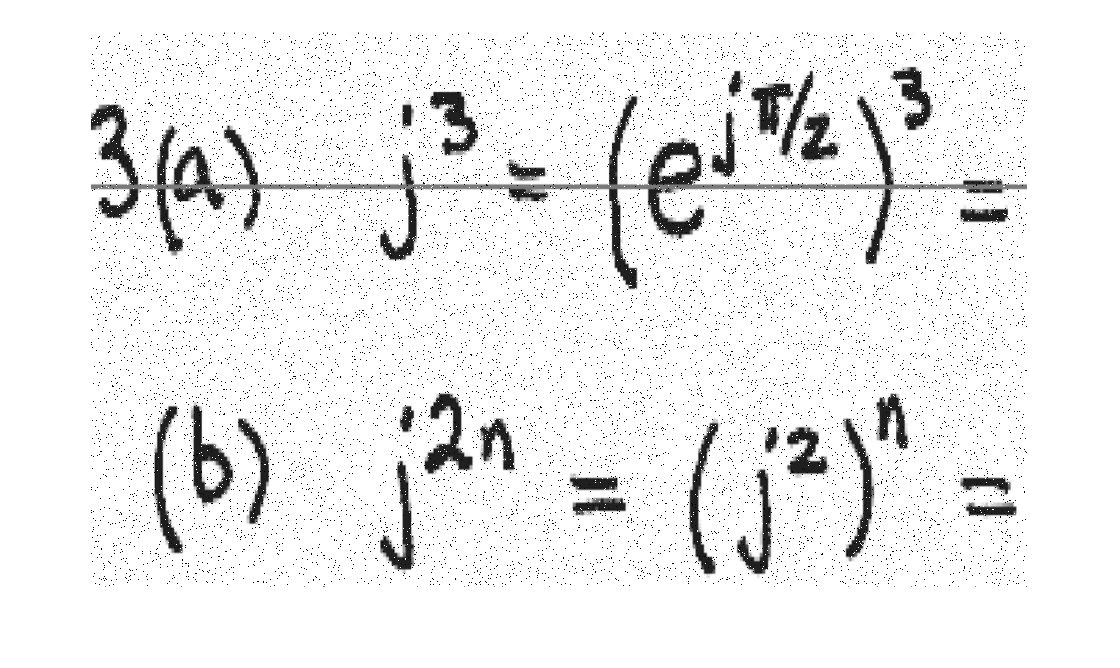 3(a) j^3 = (e^{jπ/2})^3 =
(b) j^{2n} = (j^2)^n =